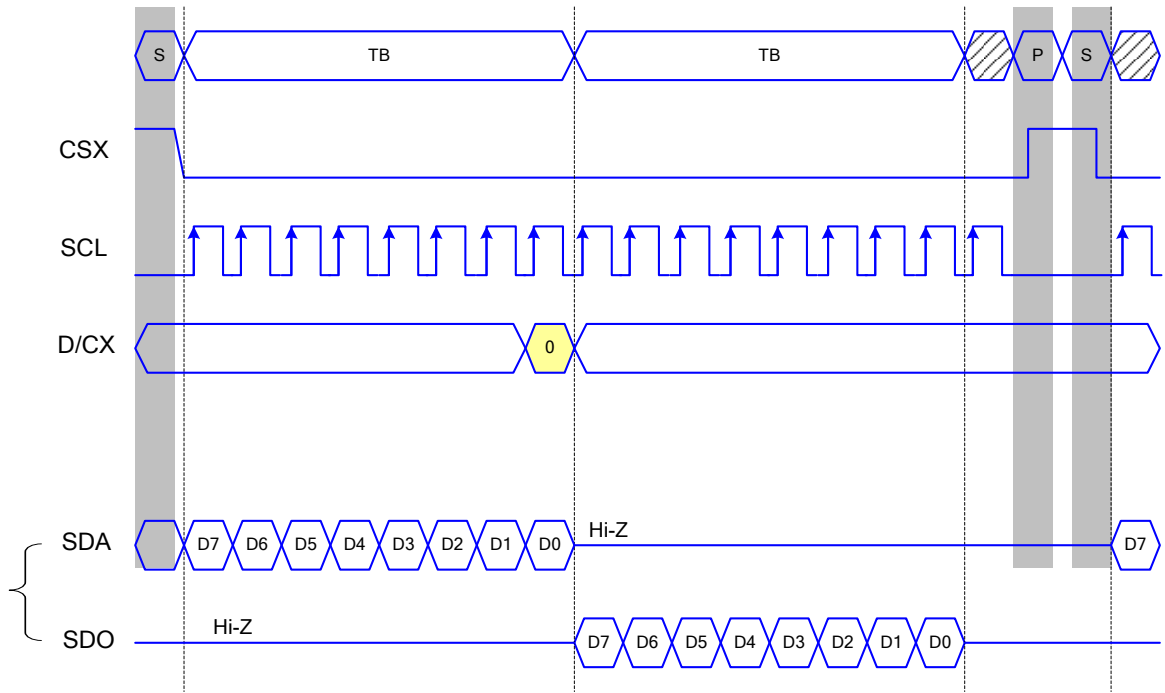 S TB TB P S
CSX
SCL
D/CX 0
SDA D7 D6 D5 D4 D3 D2 D1 D0 Hi-Z D7
SDO Hi-Z D7 D6 D5 D4 D3 D2 D1 D0